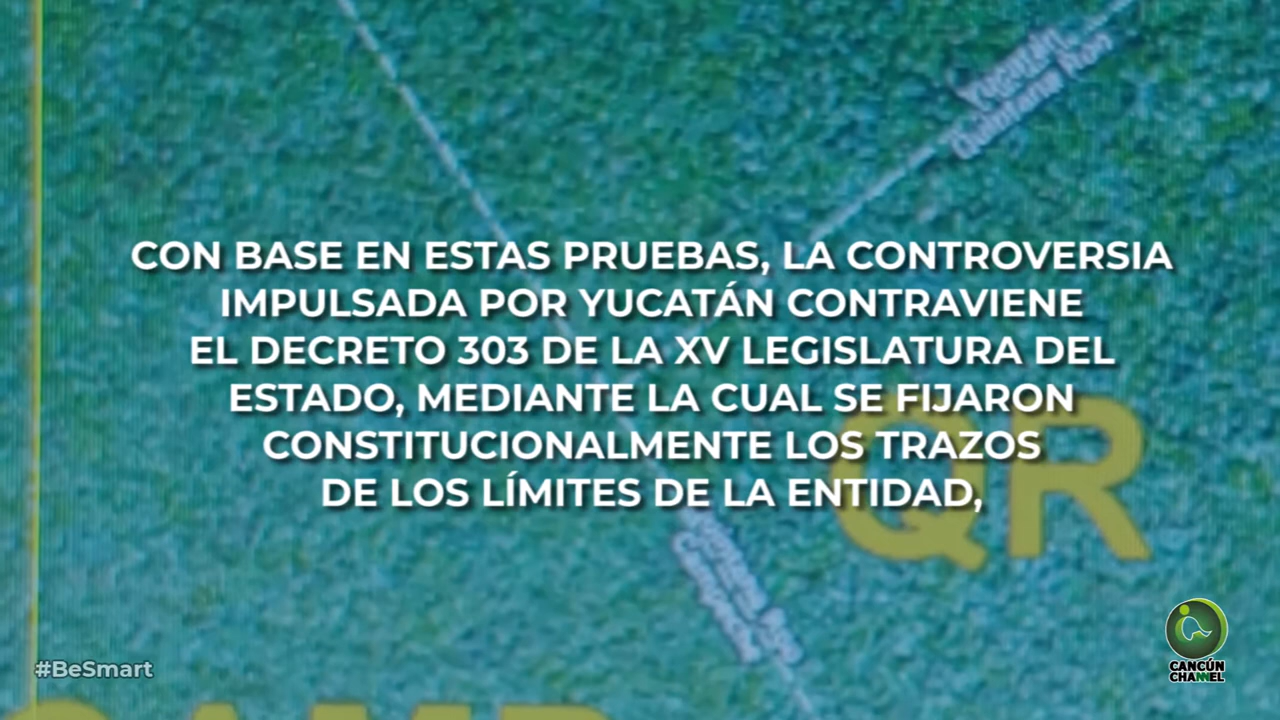 Yucatán
Quintana Roo
CON BASE EN ESTAS PRUEBAS, LA CONTROVERSIA
IMPULSADA POR YUCATÁN CONTRAVIENE
EL DECRETO 303 DE LA XV LEGISLATURA DEL
ESTADO, MEDIANTE LA CUAL SE FIJARON
CONSTITUCIONALMENTE LOS TRAZOS
DE LOS LÍMITES DE LA ENTIDAD,
QR
#BeSmart
CANCÚN
CHANNEL